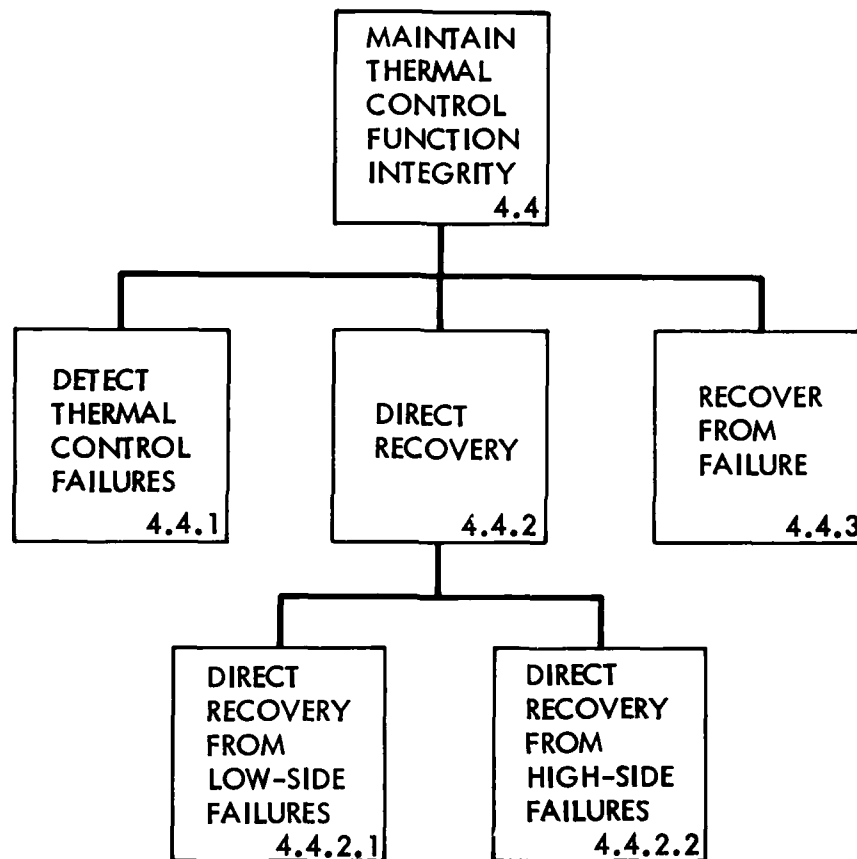 MAINTAIN
THERMAL
CONTROL
FUNCTION
INTEGRITY
4.4
DETECT
THERMAL
CONTROL
FAILURES
4.4.1
DIRECT
RECOVERY
4.4.2
RECOVER
FROM
FAILURE
4.4.3
DIRECT
RECOVERY
FROM
LOW-SIDE
FAILURES
4.4.2.1
DIRECT
RECOVERY
FROM
HIGH-SIDE
FAILURES
4.4.2.2